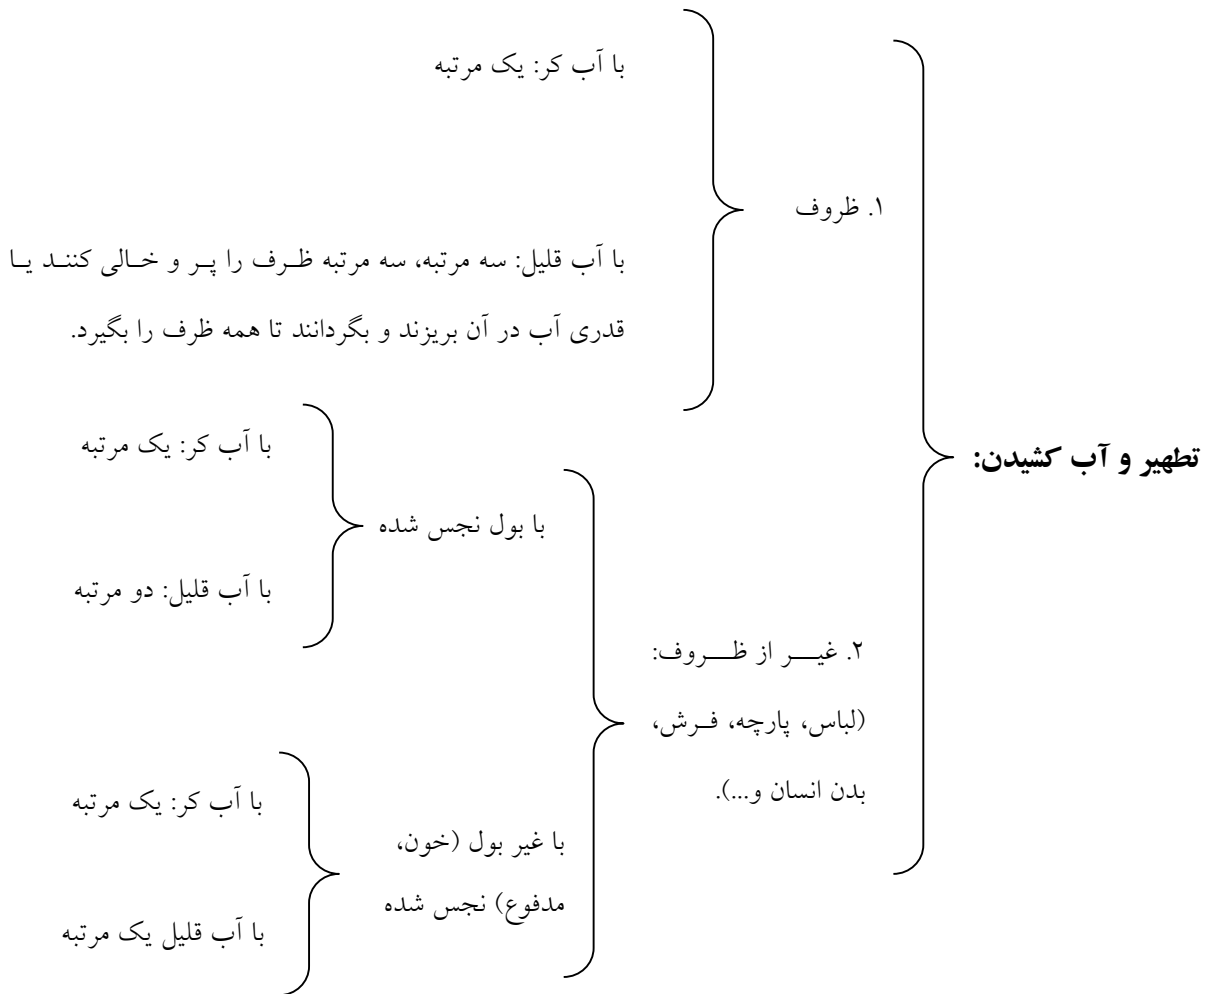 تطهیر و آب کشیدن:
۱. ظروف
با آب کر: یک مرتبه
با آب قلیل: سه مرتبه، سه مرتبه ظرف را پر و خالی کنند یا
قدری آب در آن بریزند و بگردانند تا همه ظرف را بگیرد.
۲. غیر از ظروف:
(لباس، پارچه، فرش،
بدن انسان و...).
با بول نجس شده
با آب کر: یک مرتبه
با آب قلیل: دو مرتبه
با غیر بول (خون،
مدفوع) نجس شده
با آب کر: یک مرتبه
با آب قلیل یک مرتبه